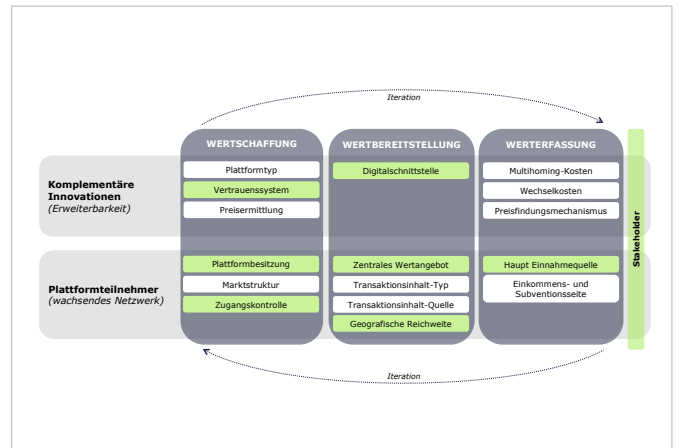 Iteration
WERTSCHAFFUNG
WERTBEREITSTELLUNG
WERTERFASSUNG
Komplementäre
Innovationen
(Erweiterbarkeit)
Plattformtyp
Vertrauenssystem
Preisermittlung
Digitalschnittstelle
Multihoming-Kosten
Wechselkosten
Preisfindungsmechanismus
Stakeholder
Plattformteilnehmer
(wachsendes Netzwerk)
Plattformbesitzung
Marktstruktur
Zugangskontrolle
Zentrales Wertangebot
Transaktionsinhalt-Typ
Transaktionsinhalt-Quelle
Geografische Reichweite
Haupt Einnahmequelle
Einkommens- und
Subventionsseite
Iteration